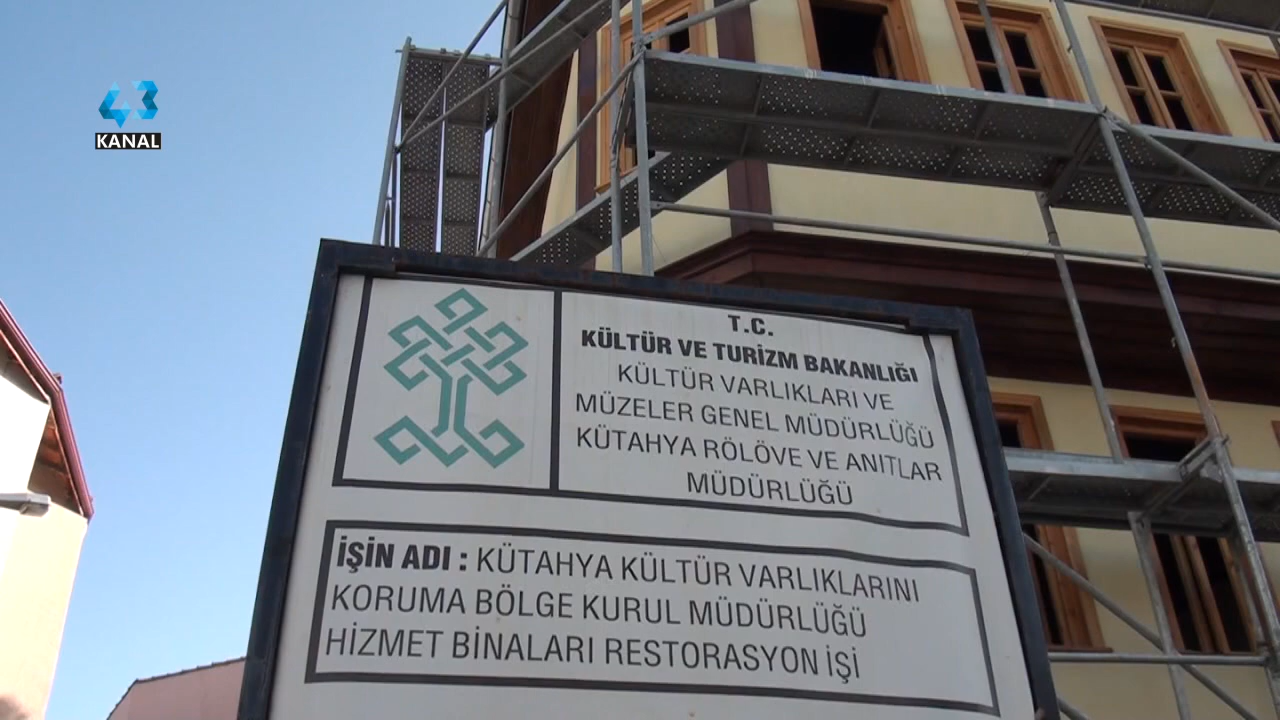 43
KANAL
T.C.
KÜLTÜR VE TURİZM BAKANLIĞI
KÜLTÜR VARLIKLARI VE
MÜZELER GENEL MÜDÜRLÜĞÜ
KÜTAHYA RÖLÖVE VE ANITLAR
MÜDÜRLÜĞÜ
İŞİN ADI : KÜTAHYA KÜLTÜR VARLIKLARINI
KORUMA BÖLGE KURUL MÜDÜRLÜĞÜ
HİZMET BİNALARI RESTORASYON İŞİ